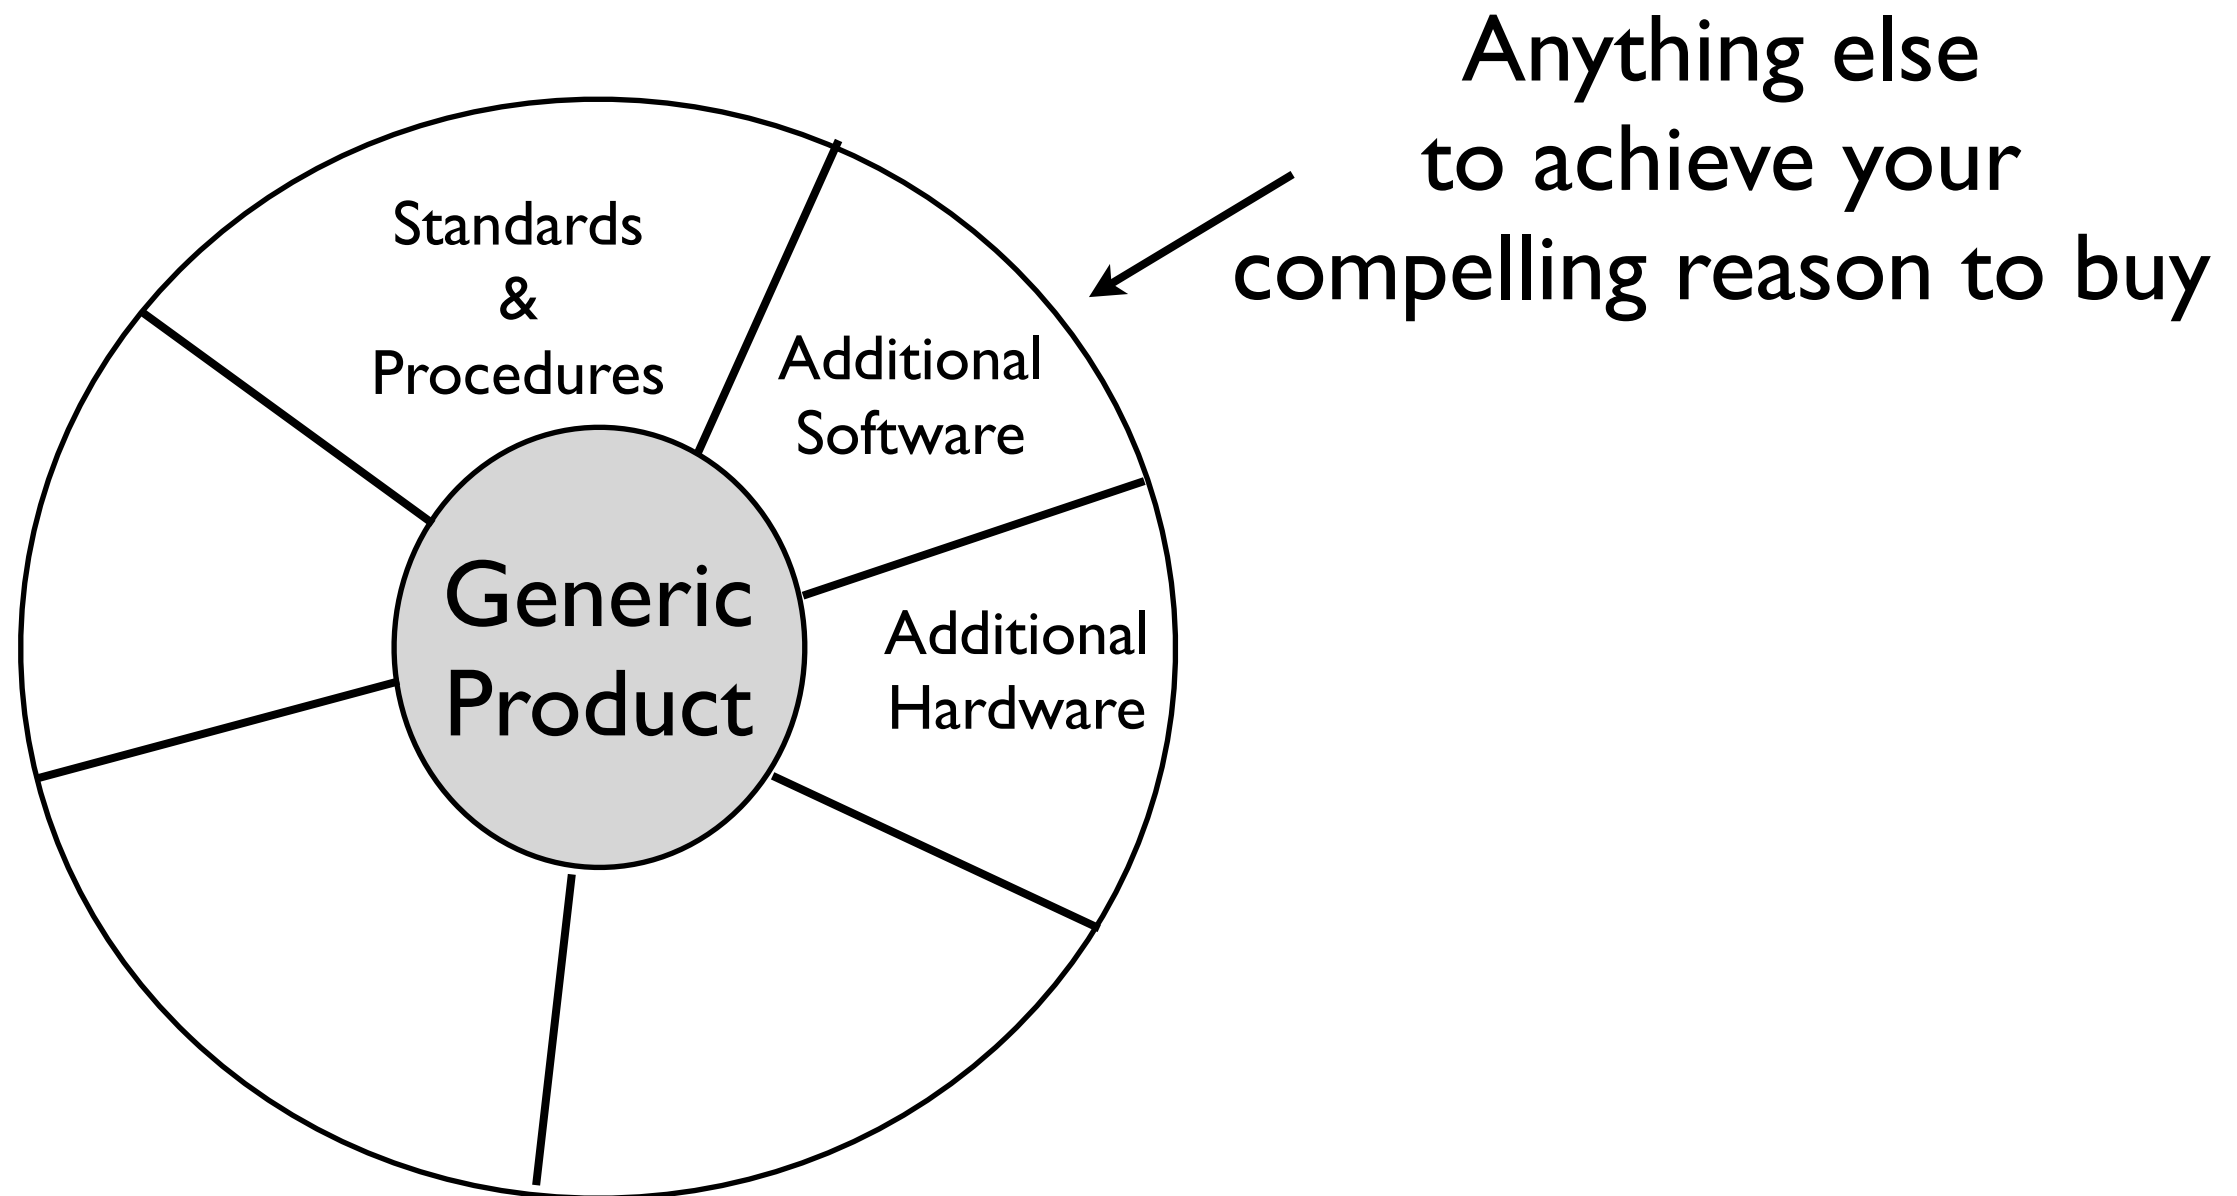 Anything else
to achieve your
compelling reason to buy
Standards
&
Procedures
Additional
Software
Generic
Product
Additional
Hardware